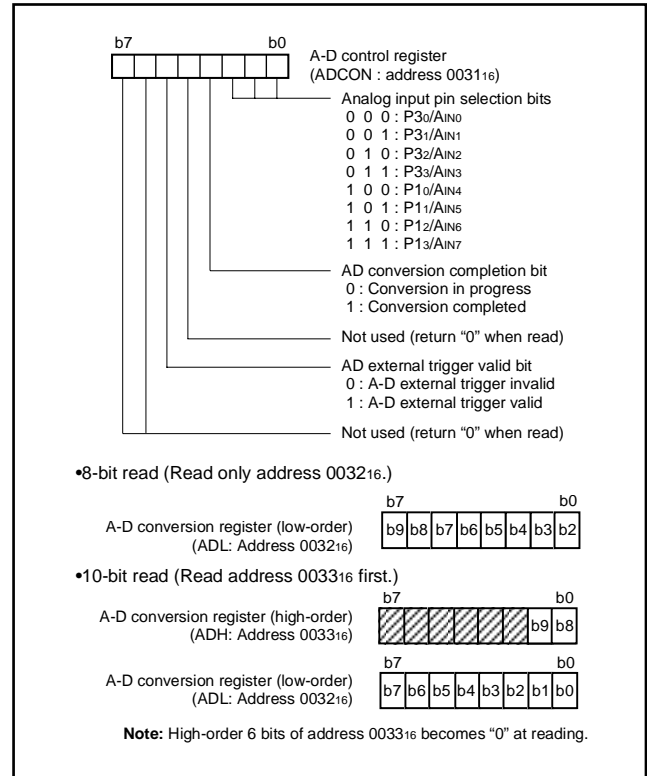 b7 b0
A-D control register
(ADCON : address 003116)
Analog input pin selection bits
0 0 0 : P30/AIN0
0 0 1 : P31/AIN1
0 1 0 : P32/AIN2
0 1 1 : P33/AIN3
1 0 0 : P10/AIN4
1 0 1 : P11/AIN5
1 1 0 : P12/AIN6
1 1 1 : P13/AIN7
AD conversion completion bit
0 : Conversion in progress
1 : Conversion completed
Not used (return “0” when read)
AD external trigger valid bit
0 : A-D external trigger invalid
1 : A-D external trigger valid
Not used (return “0” when read)
•8-bit read (Read only address 003216.)
b7 b0
A-D conversion register (low-order)
(ADL: Address 003216)
b9 b8 b7 b6 b5 b4 b3 b2
•10-bit read (Read address 003316 first.)
b7 b0
A-D conversion register (high-order)
(ADH: Address 003316)
b9 b8
b7 b0
A-D conversion register (low-order)
(ADL: Address 003216)
b7 b6 b5 b4 b3 b2 b1 b0
Note: High-order 6 bits of address 003316 becomes “0” at reading.